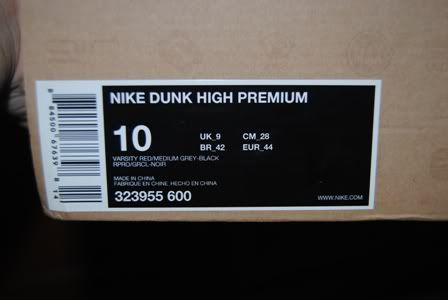 NIKE DUNK HIGH PREMIUM
10 UK_9 CM_28
BR_42 EUR_44
VARSITY RED/MEDIUM GREY-BLACK
RPRO/GRCL-NOIR
MADE IN CHINA
FABRIQUE EN CHINE, HECHO EN CHINA
323955 600
WWW.NIKE.COM